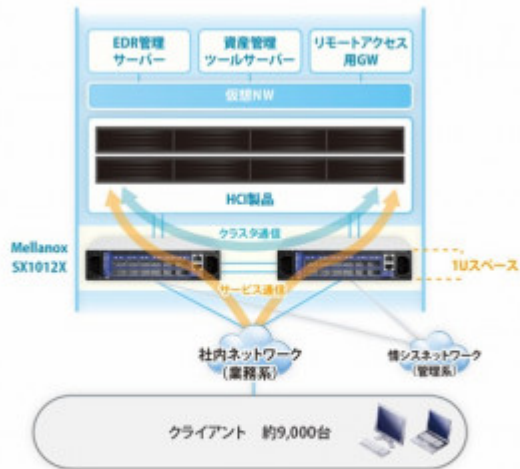 EDR管理
サーバー
資産管理
ツールサーバー
リモートアクセス
用GW
仮想NW
HCI製品
クラスタ通信
Mellanox
SX1012X
1Uスペース
サービス通信
社内ネットワーク
(業務系)
情シスネットワーク
(管理系)
クライアント 約9,000台